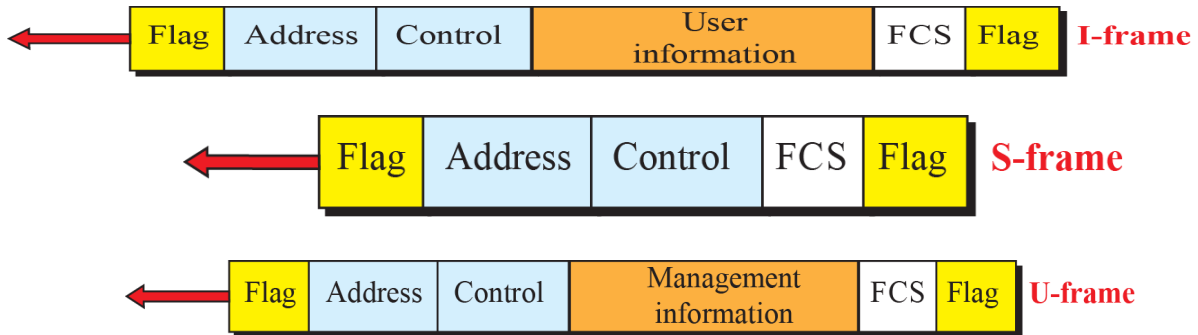 Flag Address Control User information FCS Flag I-frame
Flag Address Control FCS Flag S-frame
Flag Address Control Management information FCS Flag U-frame